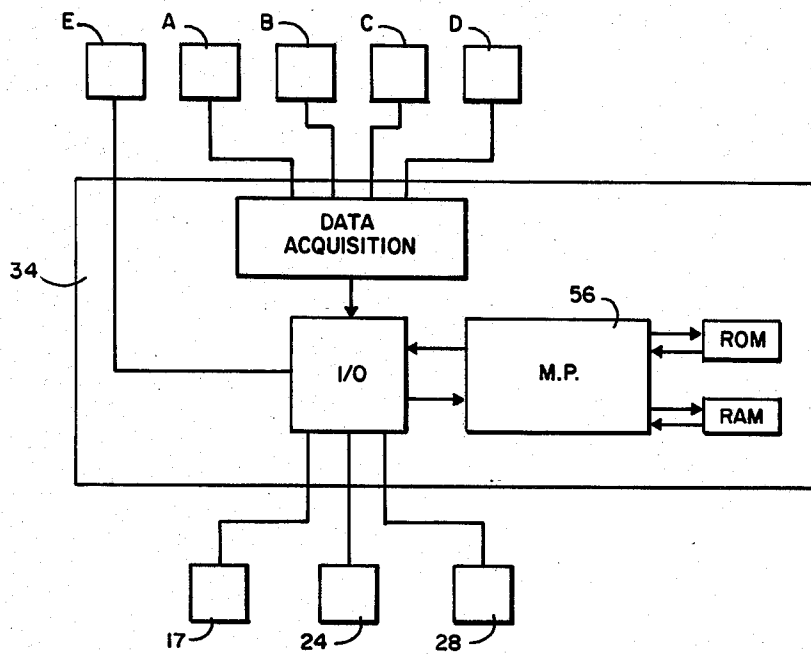 E A B C D
DATA
ACQUISITION
34
56
I/O
M.P.
ROM
RAM
17 24 28